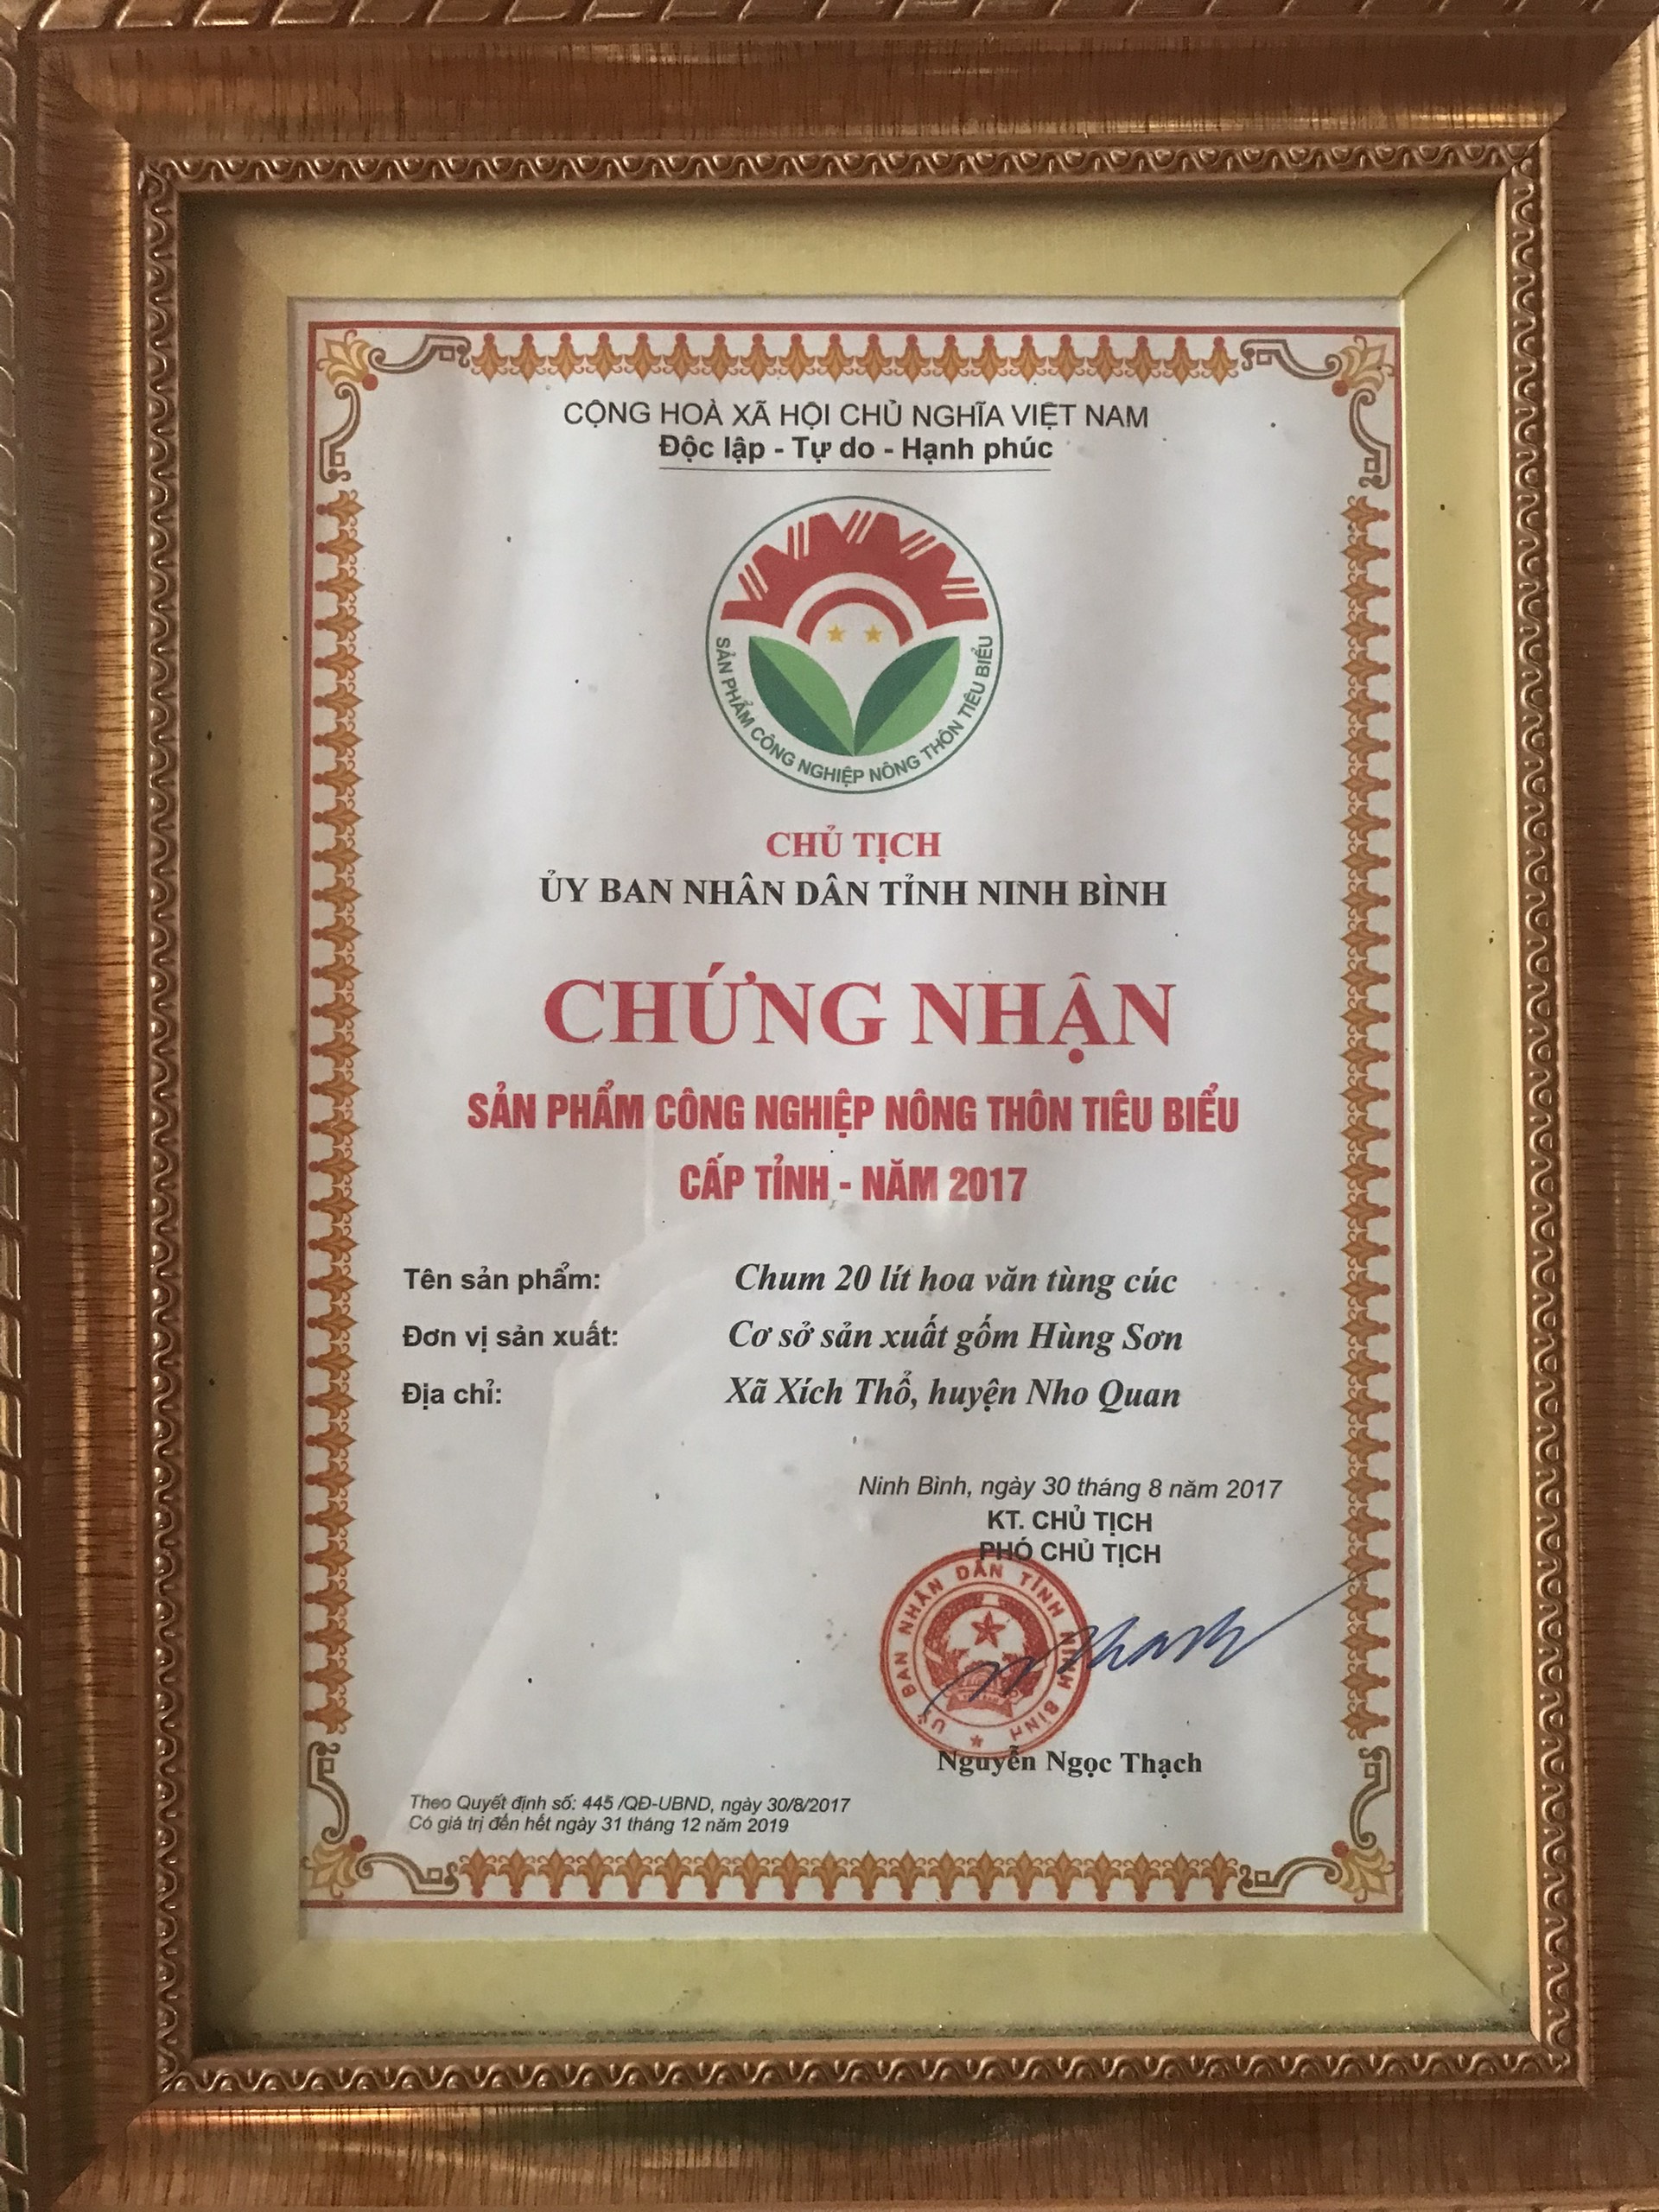 CỘNG HOÀ XÃ HỘI CHỦ NGHĨA VIỆT NAM
Độc lập - Tự do - Hạnh phúc
SẢN PHẨM CÔNG NGHIỆP NÔNG THÔN TIÊU BIỂU
CHỦ TỊCH
ỦY BAN NHÂN DÂN TỈNH NINH BÌNH
CHỨNG NHẬN
SẢN PHẨM CÔNG NGHIỆP NÔNG THÔN TIÊU BIỂU
CẤP TỈNH - NĂM 2017
Tên sản phẩm: Chum 20 lít hoa văn tùng cúc
Đơn vị sản xuất: Cơ sở sản xuất gốm Hùng Sơn
Địa chỉ: Xã Xích Thổ, huyện Nho Quan
Ninh Bình, ngày 30 tháng 8 năm 2017
KT. CHỦ TỊCH
PHÓ CHỦ TỊCH
UỶ BAN NHÂN DÂN TỈNH NINH BÌNH
Nguyễn Ngọc Thạch
Theo Quyết định số: 445 /QĐ-UBND, ngày 30/8/2017
Có giá trị đến hết ngày 31 tháng 12 năm 2019